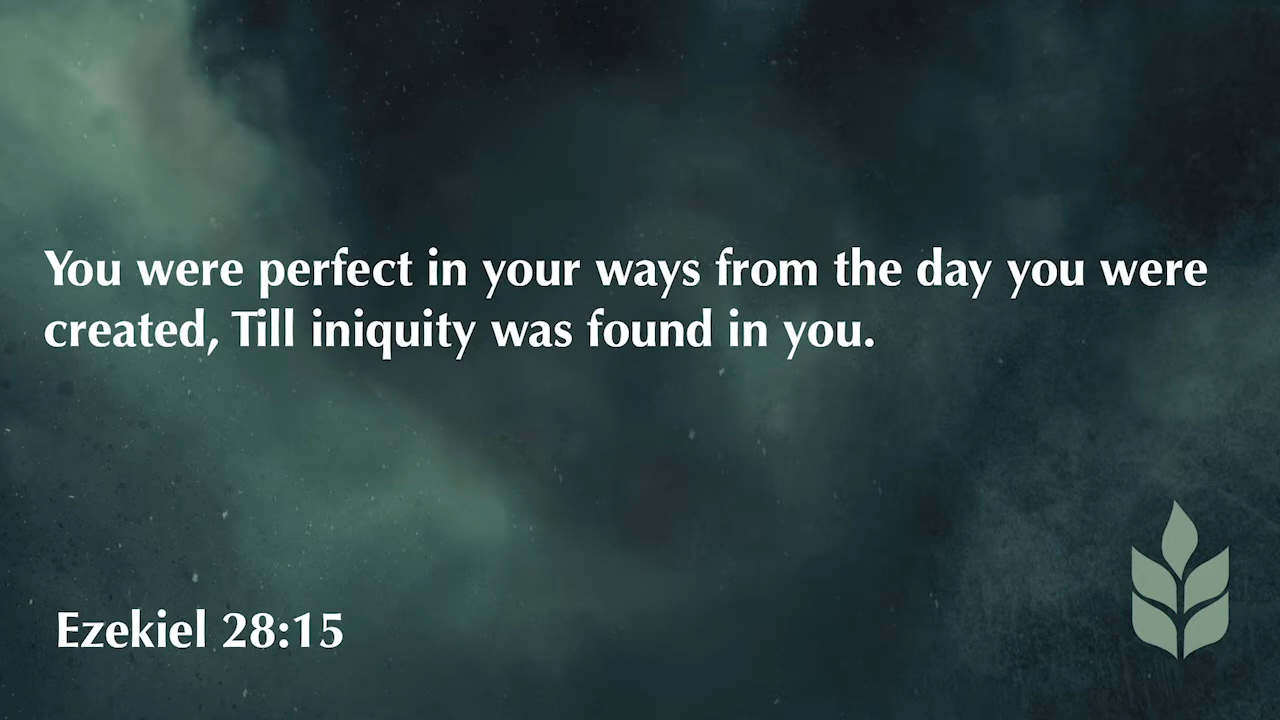 You were perfect in your ways from the day you were
created, Till iniquity was found in you.
Ezekiel 28:15